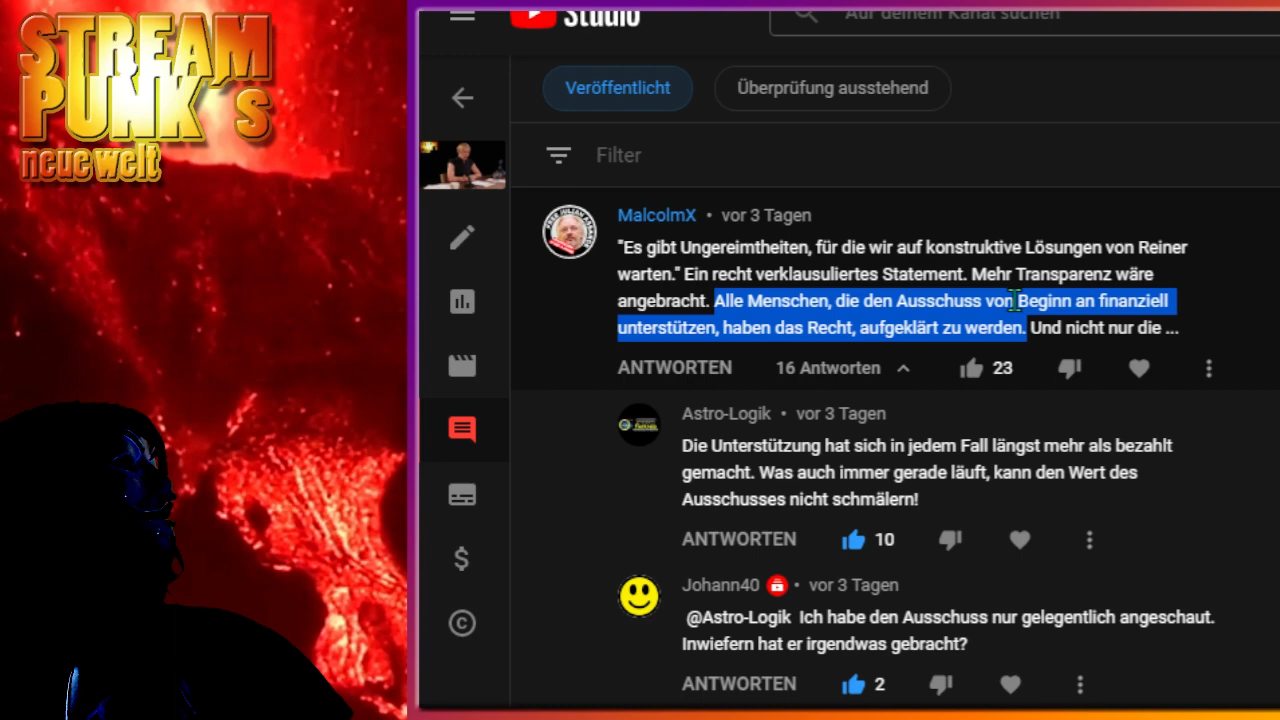 STREAM
PUNK´s
neue welt
Studio
Auf deinem Kanal suchen
Veröffentlicht
Überprüfung ausstehend
Filter
MalcolmX • vor 3 Tagen
"Es gibt Ungereimtheiten, für die wir auf konstruktive Lösungen von Reiner
warten." Ein recht verklausuliertes Statement. Mehr Transparenz wäre
angebracht. Alle Menschen, die den Ausschuss von Beginn an finanziell
unterstützen, haben das Recht, aufgeklärt zu werden. Und nicht nur die ...
ANTWORTEN 16 Antworten 23
Astro-Logik • vor 3 Tagen
Die Unterstützung hat sich in jedem Fall längst mehr als bezahlt
gemacht. Was auch immer gerade läuft, kann den Wert des
Ausschusses nicht schmälern!
ANTWORTEN 10
Johann40 • vor 3 Tagen
@Astro-Logik Ich habe den Ausschuss nur gelegentlich angeschaut.
Inwiefern hat er irgendwas gebracht?
ANTWORTEN 2